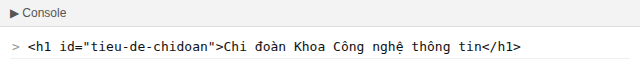 ▶ Console
> <h1 id="tieu-de-chidoan">Chi đoàn Khoa Công nghệ thông tin</h1>